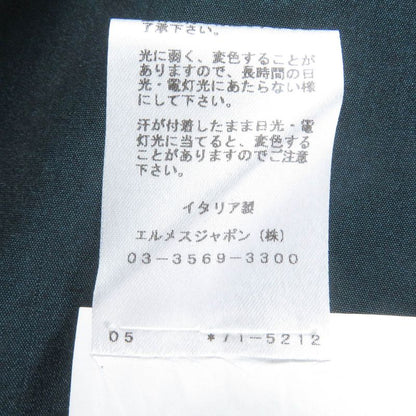 了承下さい。
光に弱く、変色することが
ありますので、長時間の日
光・電灯光にあたらない様
にして下さい。
汗が付着したまま日光・電
灯光に当てると、変色する
ことがありますのでご注意
下さい。
イタリア製
エルメスジャポン(株)
03-3569-3300
05 *71-5212